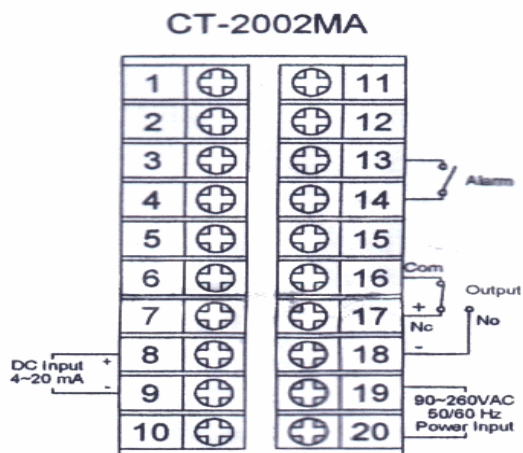 CT-2002MA
1 11
2 12
3 13
4 14
Alarm
5 15
6 16
Com
7 17
+
Nc
Output
No
8 18
-
DC Input
4~20 mA
+
-
9 19
10 20
90~260VAC
50/60 Hz
Power Input